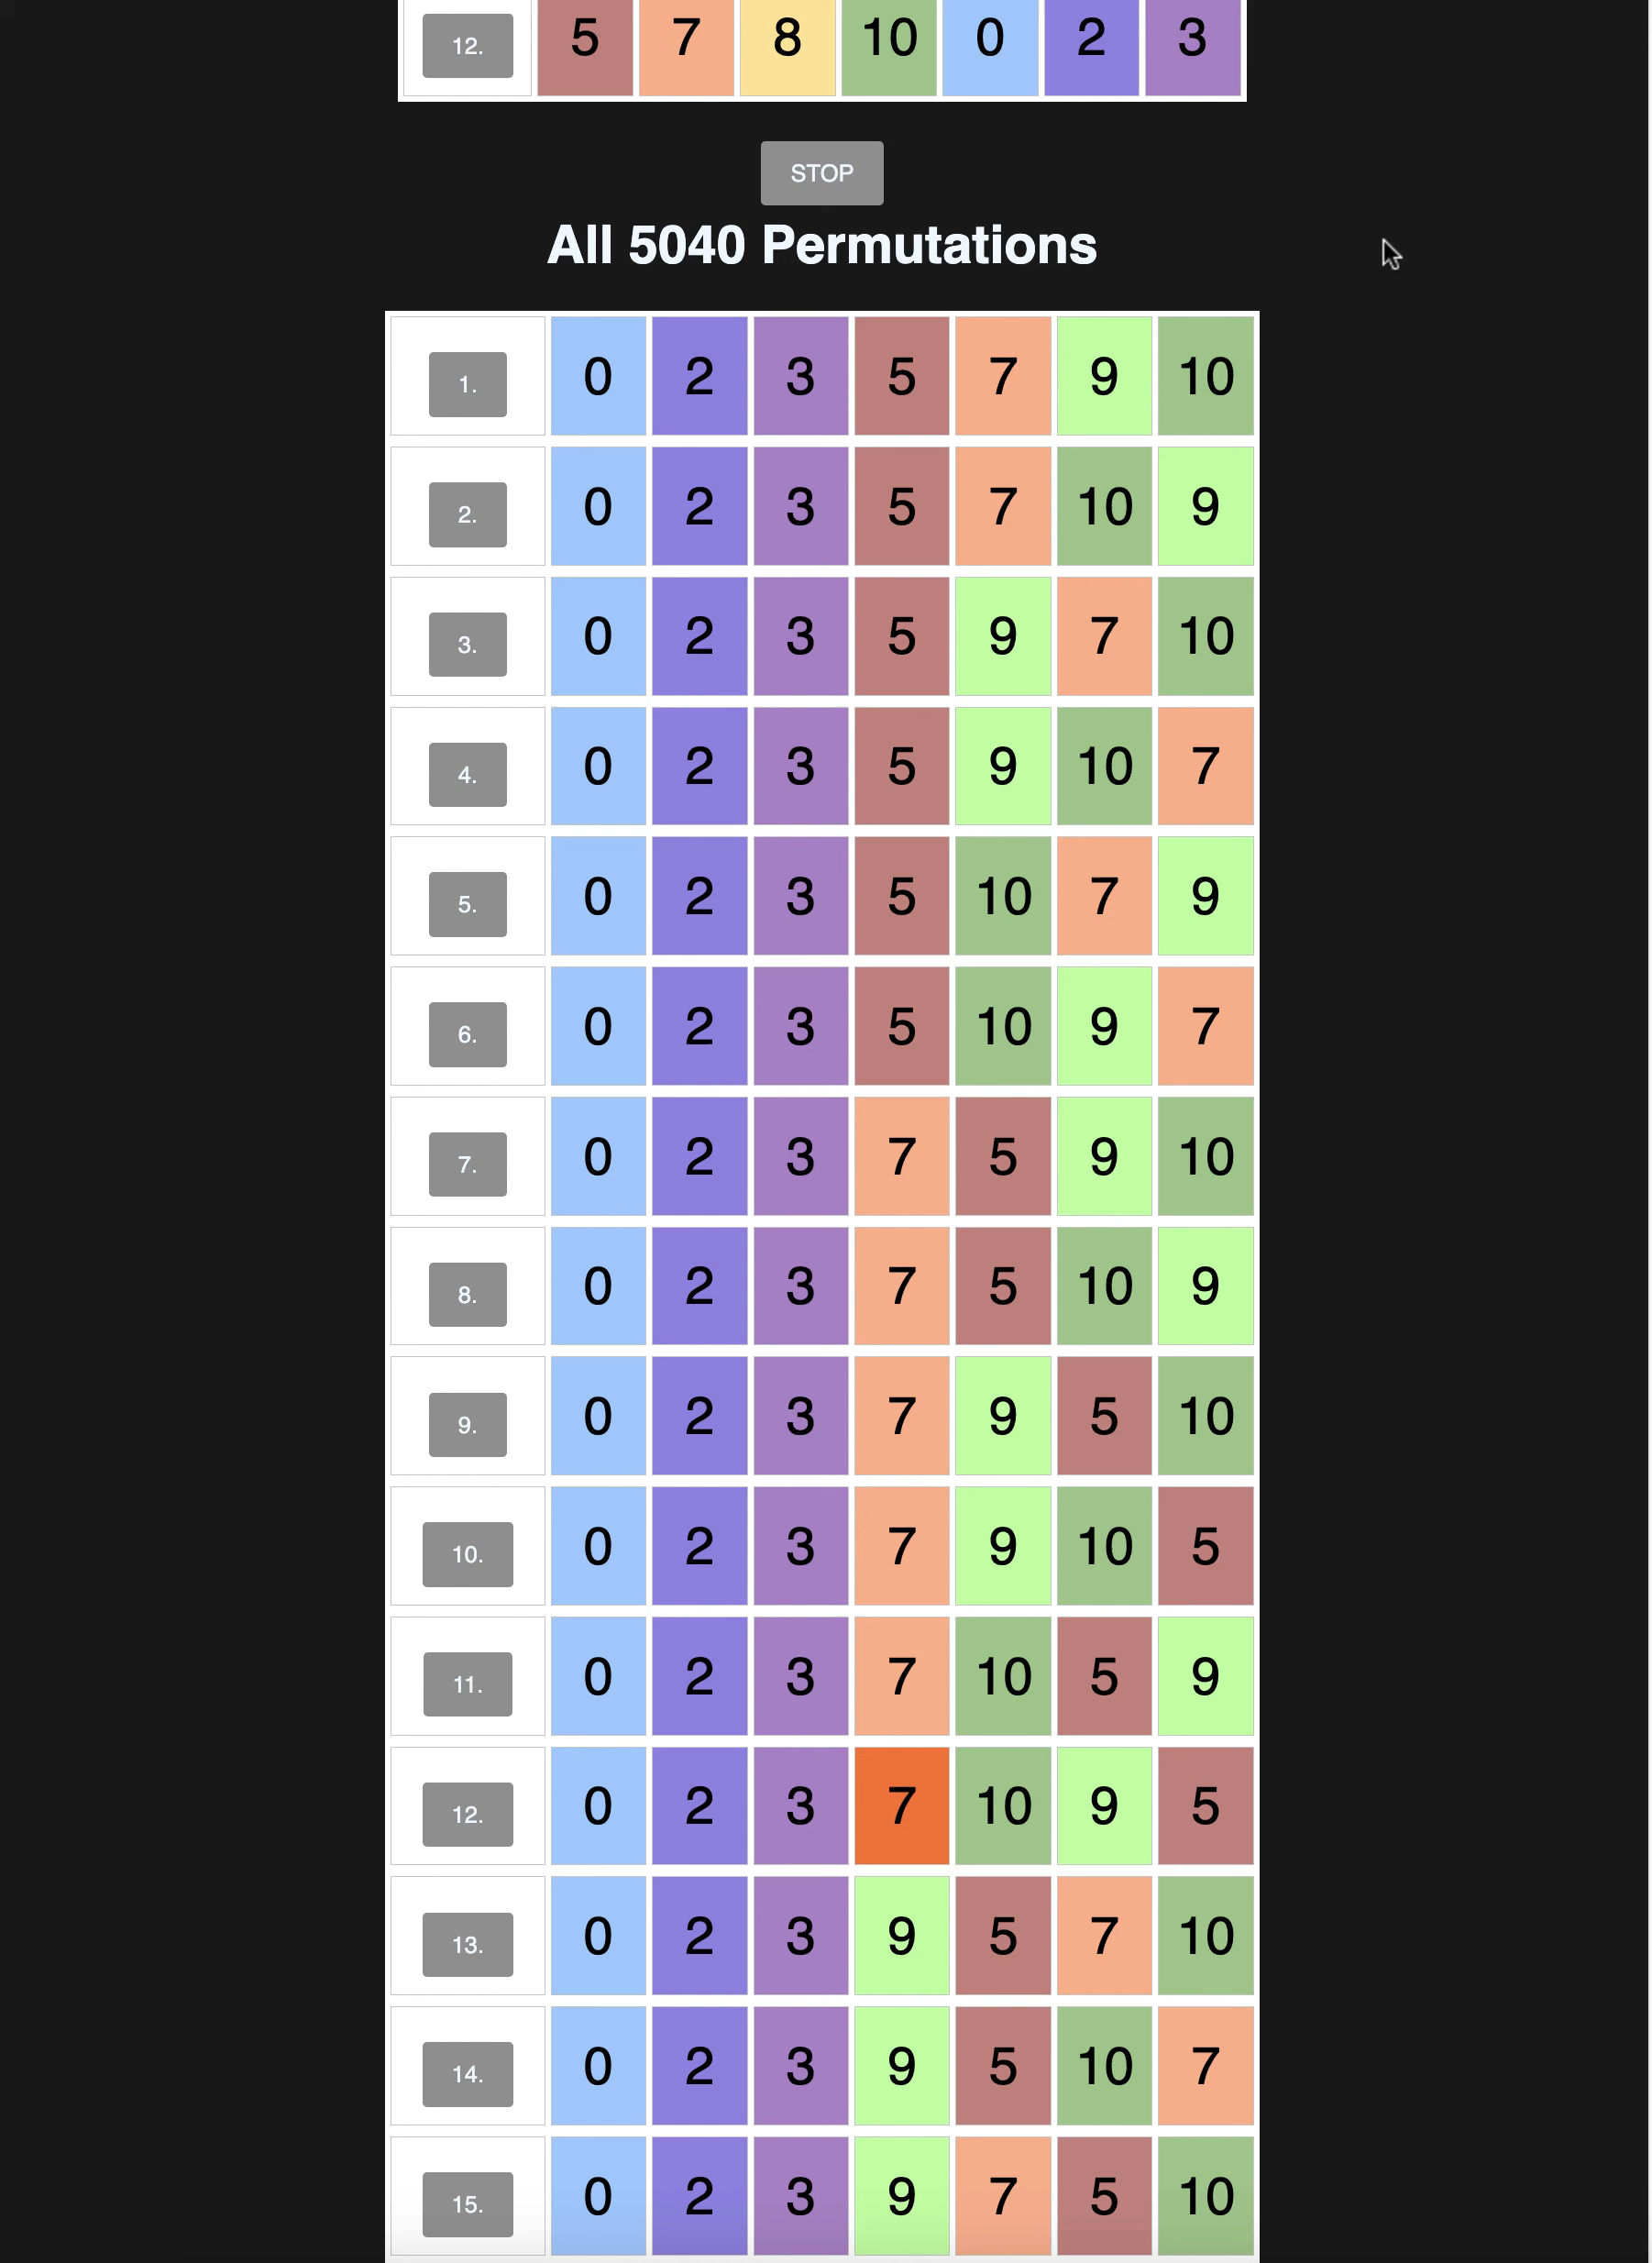 12. 5 7 8 10 0 2 3
STOP
All 5040 Permutations
1. 0 2 3 5 7 9 10
2. 0 2 3 5 7 10 9
3. 0 2 3 5 9 7 10
4. 0 2 3 5 9 10 7
5. 0 2 3 5 10 7 9
6. 0 2 3 5 10 9 7
7. 0 2 3 7 5 9 10
8. 0 2 3 7 5 10 9
9. 0 2 3 7 9 5 10
10. 0 2 3 7 9 10 5
11. 0 2 3 7 10 5 9
12. 0 2 3 7 10 9 5
13. 0 2 3 9 5 7 10
14. 0 2 3 9 5 10 7
15. 0 2 3 9 7 5 10